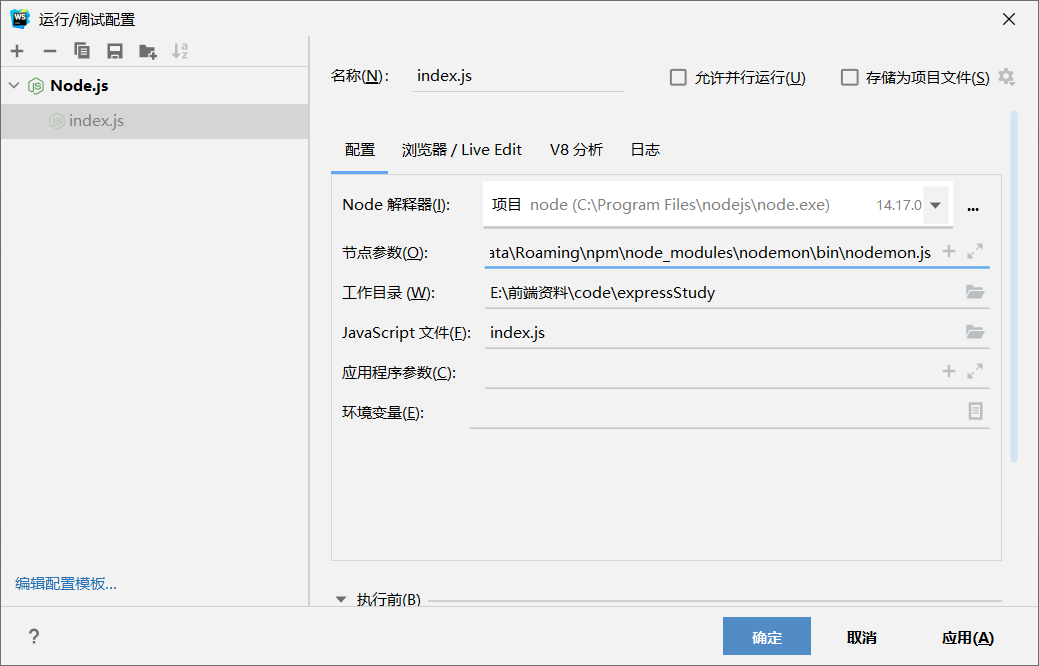 WS 运行/调试配置
Node.js
index.js
编辑配置模板...
名称(N):
index.js
允许并行运行(U)
存储为项目文件(S)
配置
浏览器 / Live Edit
V8 分析
日志
Node 解释器(I):
项目 node (C:\Program Files\nodejs\node.exe) 14.17.0
...
节点参数(O):
ata\Roaming\npm\node_modules\nodemon\bin\nodemon.js
工作目录 (W):
E:\前端资料\code\expressStudy
JavaScript 文件(F):
index.js
应用程序参数(C):
环境变量(E):
执行前(B)
?
确定
取消
应用(A)